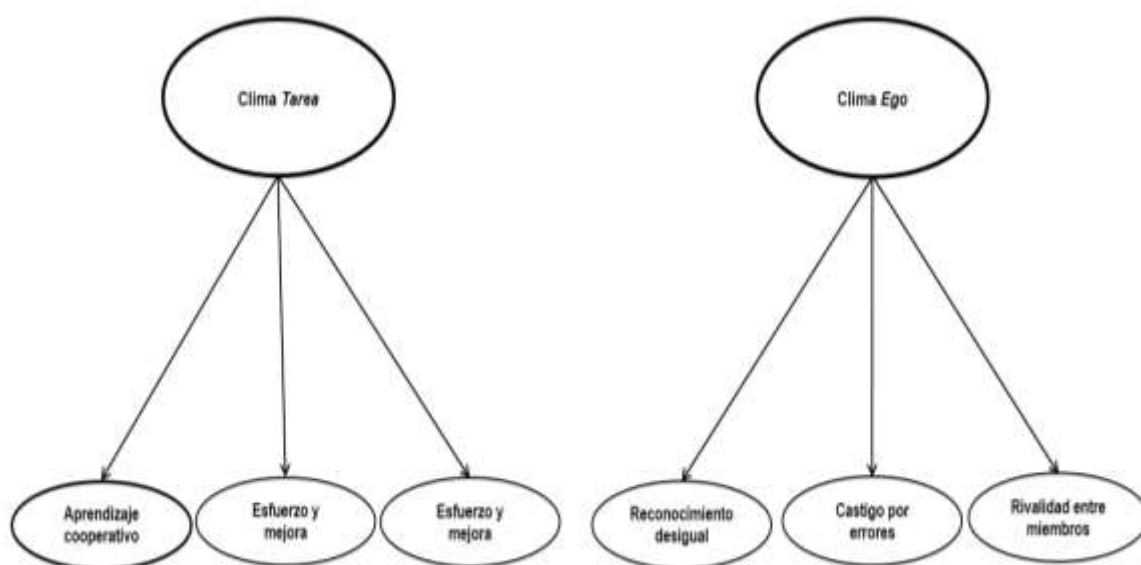 Clima Tarea
Clima Ego
Aprendizaje
cooperativo
Esfuerzo y
mejora
Esfuerzo y
mejora
Reconocimiento
desigual
Castigo por
errores
Rivalidad entre
miembros